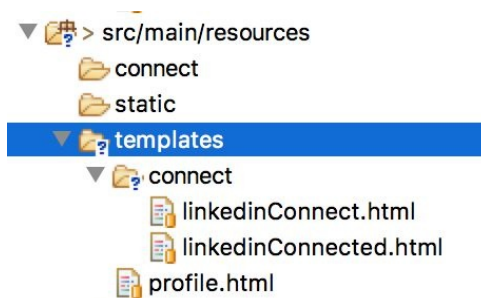 > src/main/resources
connect
static
templates
connect
linkedinConnect.html
linkedinConnected.html
profile.html